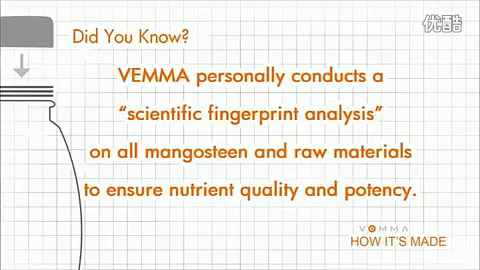 优酷
Did You Know?
VEMMA personally conducts a
“scientific fingerprint analysis”
on all mangosteen and raw materials
to ensure nutrient quality and potency.
VEMMA
HOW IT'S MADE